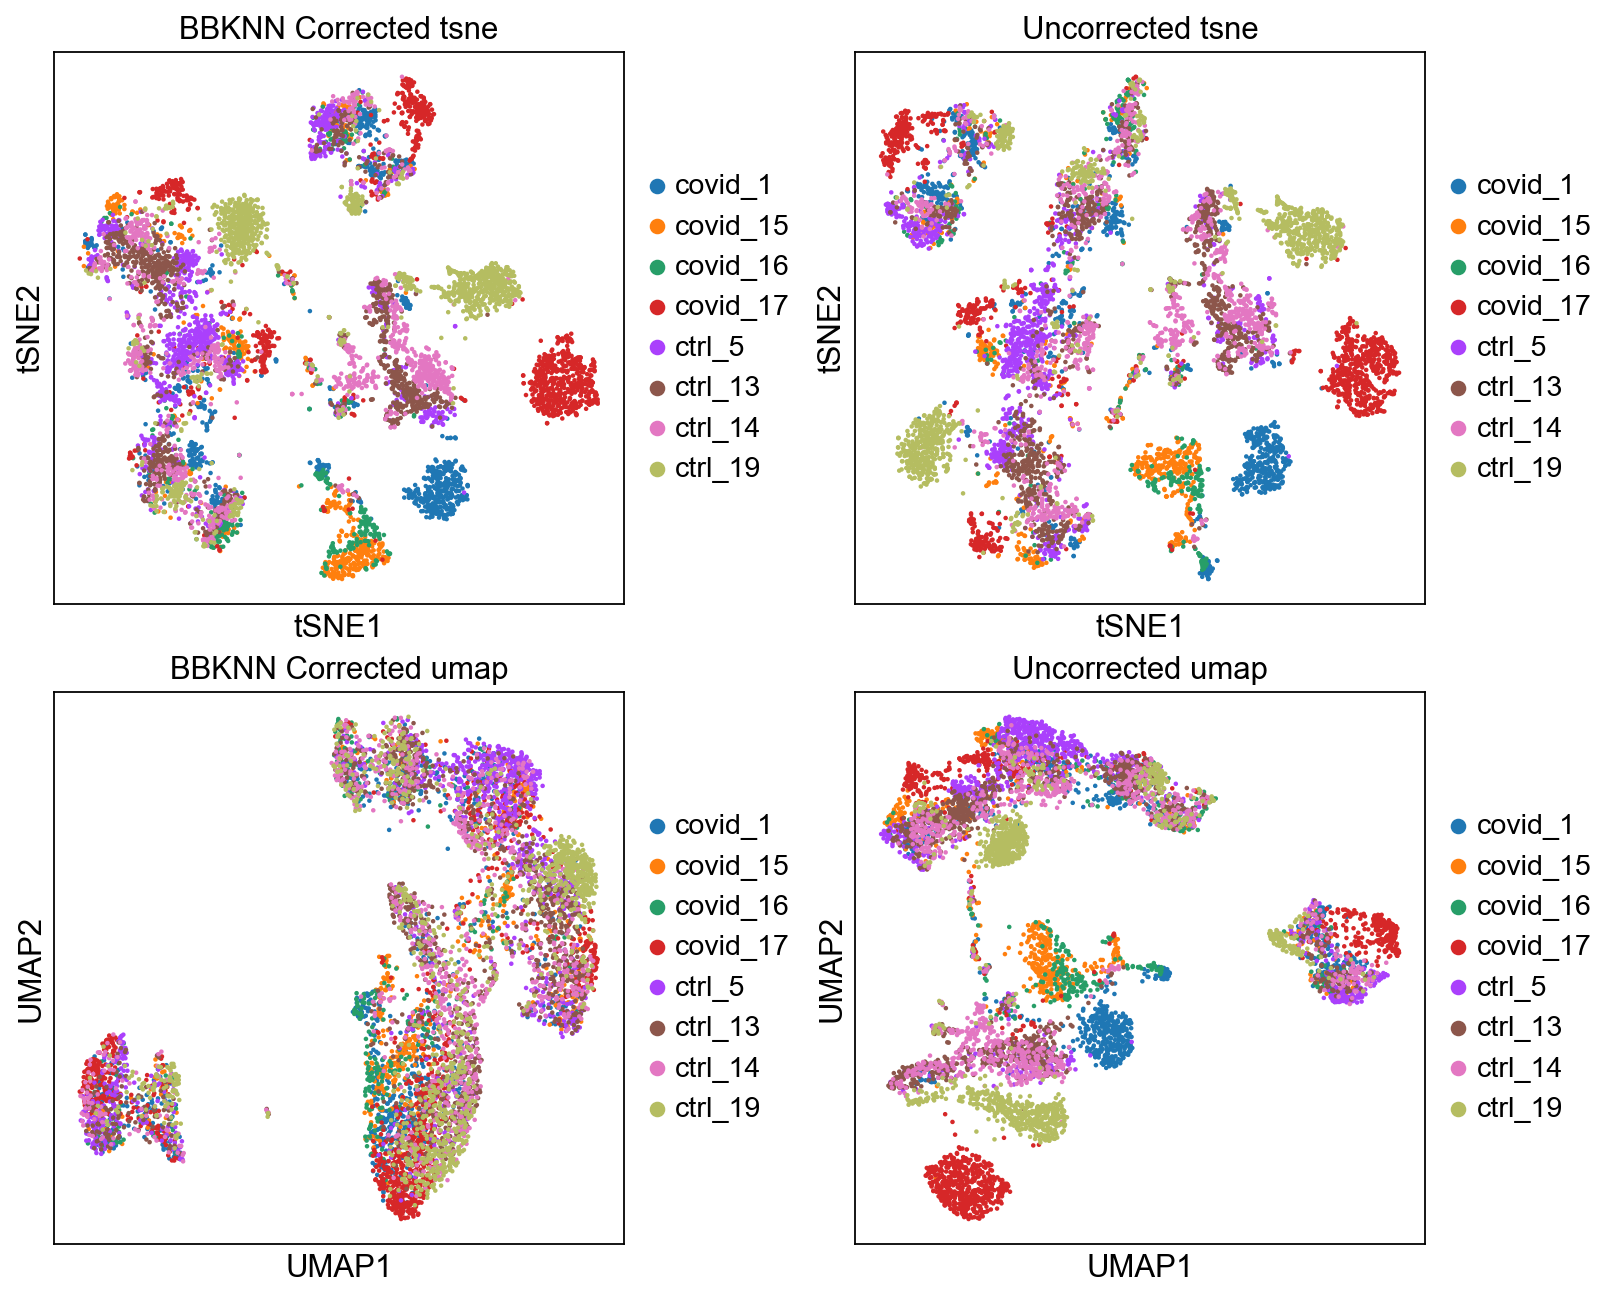 BBKNN Corrected tsne
tSNE2
tSNE1
covid_1
covid_15
covid_16
covid_17
ctrl_5
ctrl_13
ctrl_14
ctrl_19
Uncorrected tsne
tSNE2
tSNE1
covid_1
covid_15
covid_16
covid_17
ctrl_5
ctrl_13
ctrl_14
ctrl_19
BBKNN Corrected umap
UMAP2
UMAP1
covid_1
covid_15
covid_16
covid_17
ctrl_5
ctrl_13
ctrl_14
ctrl_19
Uncorrected umap
UMAP2
UMAP1
covid_1
covid_15
covid_16
covid_17
ctrl_5
ctrl_13
ctrl_14
ctrl_19